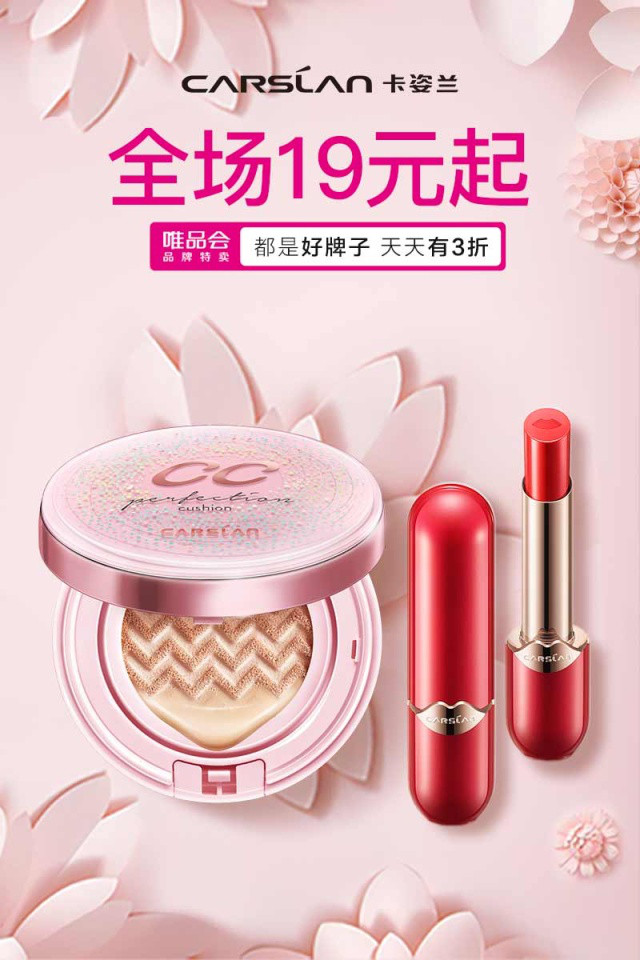 CARSLAN 卡姿兰
全场19元起
唯品会 都是好牌子 天天有3折
品牌特卖
CC
perfection
cushion
CARSLAN
CARSLAN
CARSLAN